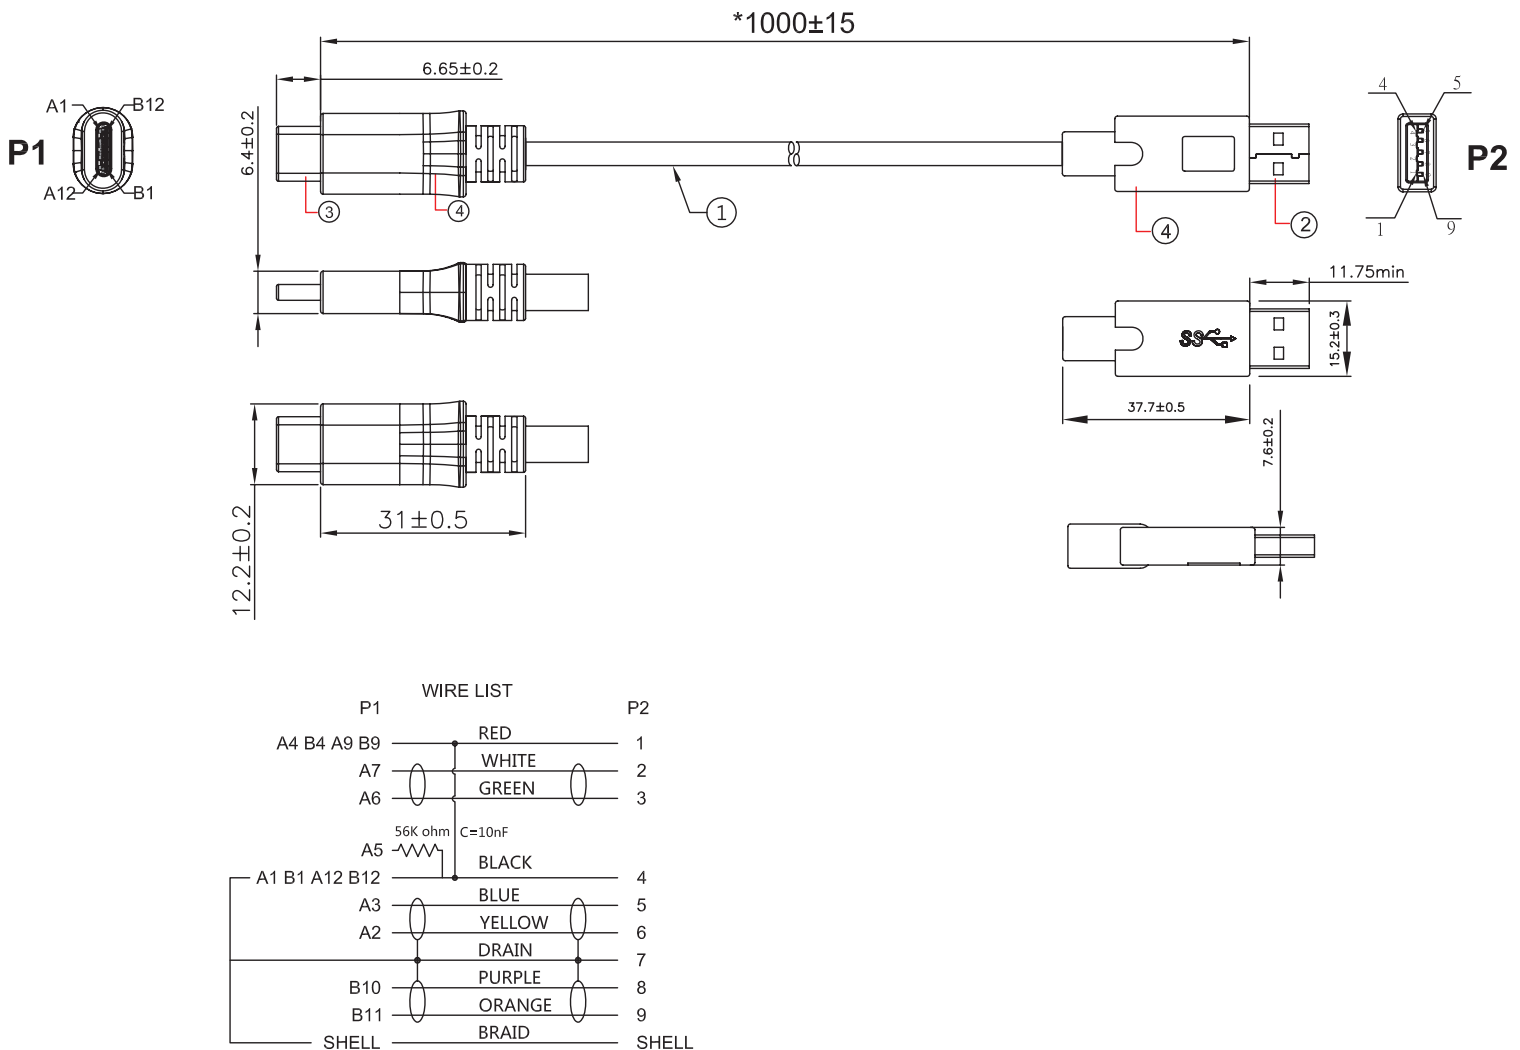 *1000±15
6.65±0.2
6.4±0.2
A1 B12
P1
A12 B1
3
4
1
4
2
4 5
P2
1 9
11.75min
SS
15.2±0.3
37.7±0.5
7.6±0.2
31±0.5
12.2±0.2
WIRE LIST
P1 P2
A4 B4 A9 B9 RED 1
A7 WHITE 2
A6 GREEN 3
56K ohm C=10nF
A5
A1 B1 A12 B12 BLACK 4
A3 BLUE 5
A2 YELLOW 6
DRAIN 7
B10 PURPLE 8
B11 ORANGE 9
SHELL BRAID SHELL